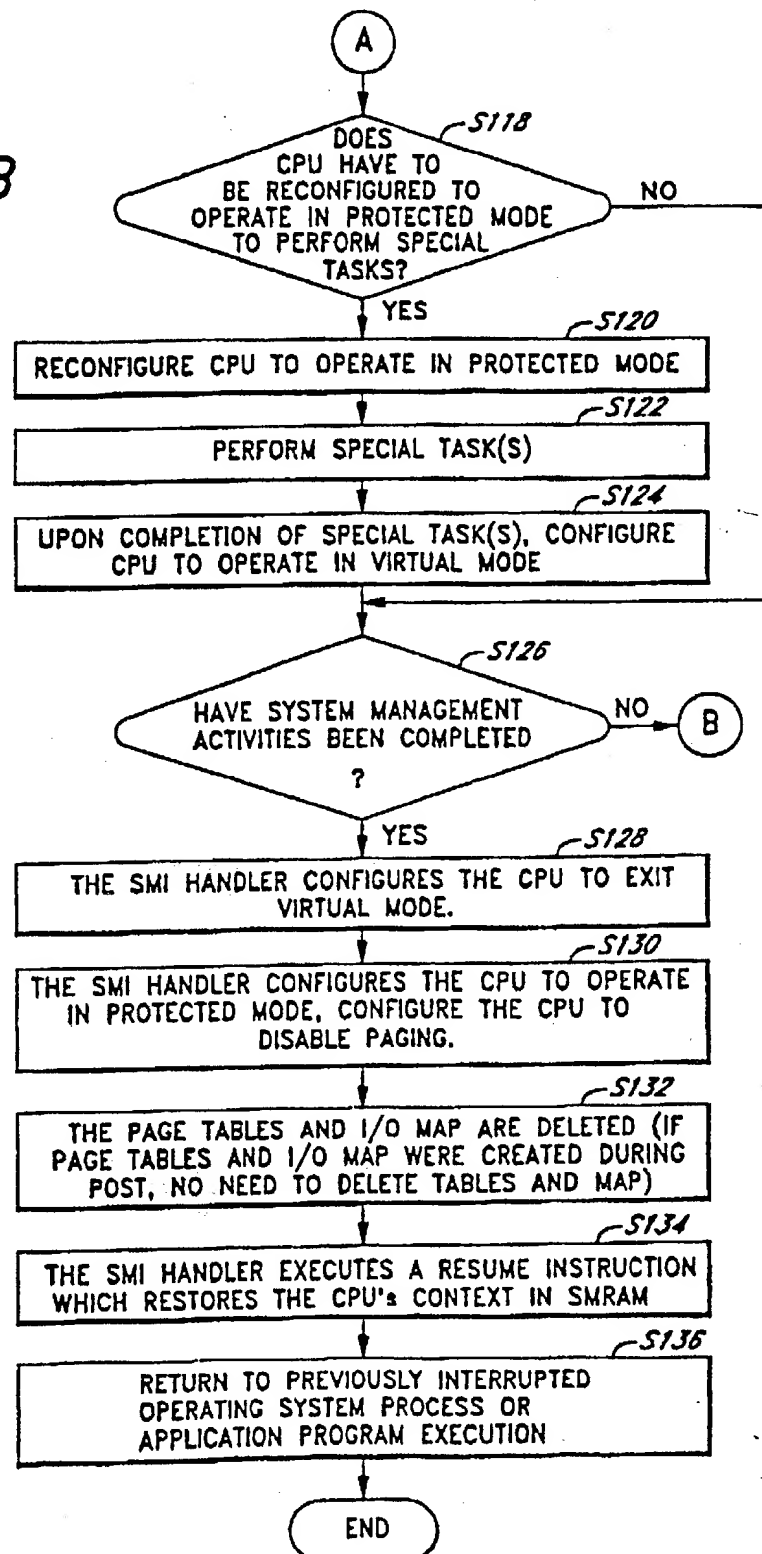 A
S118
DOES
CPU HAVE TO
BE RECONFIGURED TO
OPERATE IN PROTECTED MODE
TO PERFORM SPECIAL
TASKS?
NO
YES
S120
RECONFIGURE CPU TO OPERATE IN PROTECTED MODE
S122
PERFORM SPECIAL TASK(S)
S124
UPON COMPLETION OF SPECIAL TASK(S), CONFIGURE
CPU TO OPERATE IN VIRTUAL MODE
S126
HAVE SYSTEM MANAGEMENT
ACTIVITIES BEEN COMPLETED
?
NO
B
YES
S128
THE SMI HANDLER CONFIGURES THE CPU TO EXIT
VIRTUAL MODE.
S130
THE SMI HANDLER CONFIGURES THE CPU TO OPERATE
IN PROTECTED MODE, CONFIGURE THE CPU TO
DISABLE PAGING.
S132
THE PAGE TABLES AND I/O MAP ARE DELETED (IF
PAGE TABLES AND I/O MAP WERE CREATED DURING
POST, NO NEED TO DELETE TABLES AND MAP)
S134
THE SMI HANDLER EXECUTES A RESUME INSTRUCTION
WHICH RESTORES THE CPU's CONTEXT IN SMRAM
S136
RETURN TO PREVIOUSLY INTERRUPTED
OPERATING SYSTEM PROCESS OR
APPLICATION PROGRAM EXECUTION
END